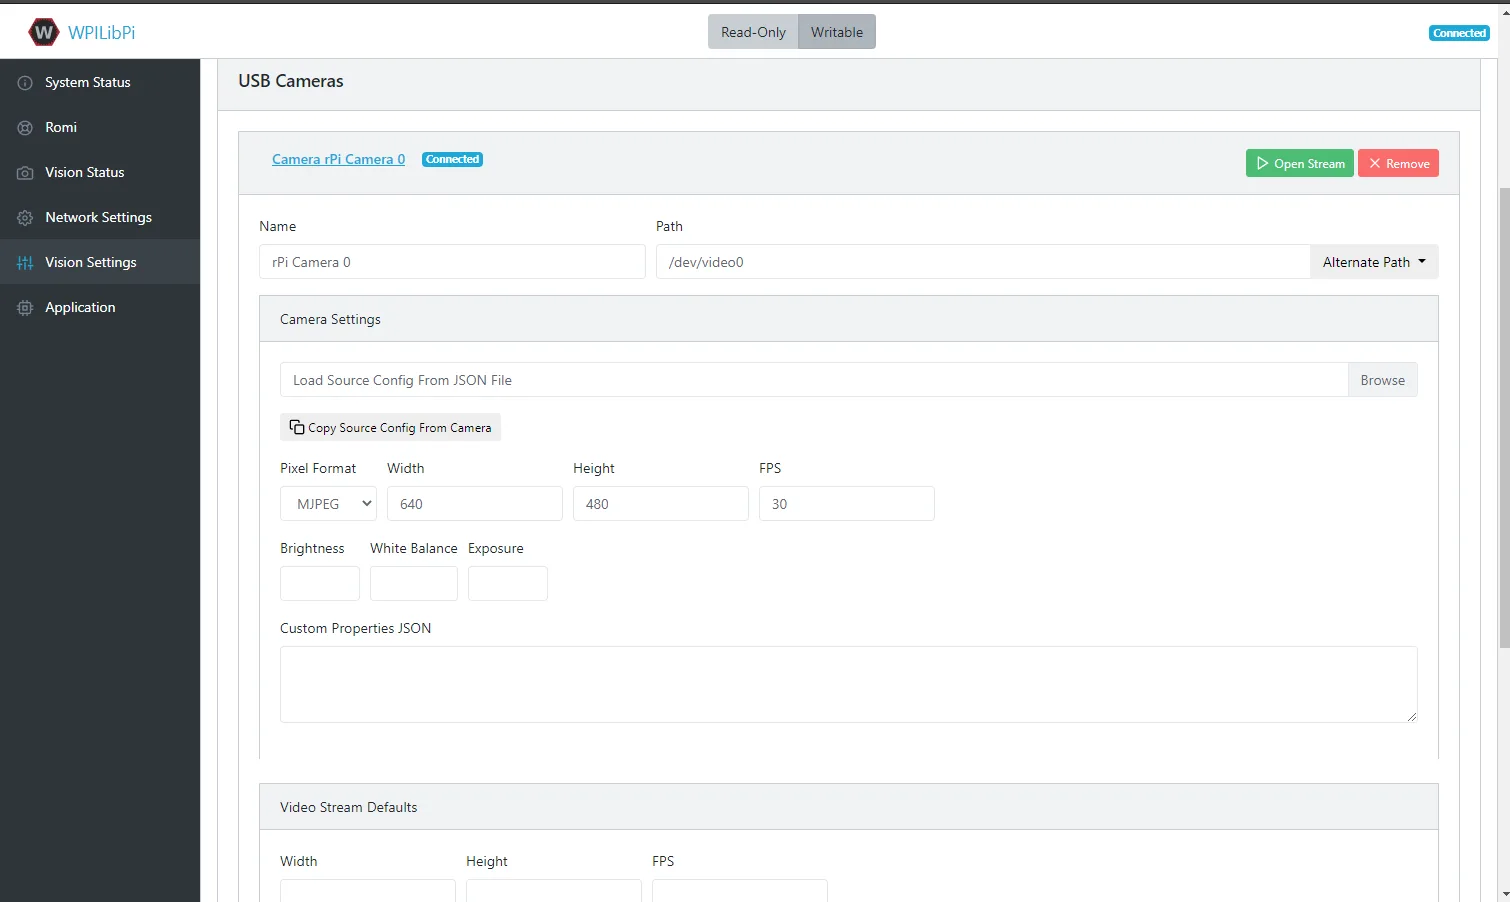 W WPILibPi
Read-Only Writable
Connected
System Status
Romi
Vision Status
Network Settings
Vision Settings
Application
USB Cameras
Camera rPi Camera 0 Connected
Open Stream Remove
Name Path
rPi Camera 0 /dev/video0 Alternate Path
Camera Settings
Load Source Config From JSON File Browse
Copy Source Config From Camera
Pixel Format Width Height FPS
MJPEG 640 480 30
Brightness White Balance Exposure
Custom Properties JSON
Video Stream Defaults
Width Height FPS